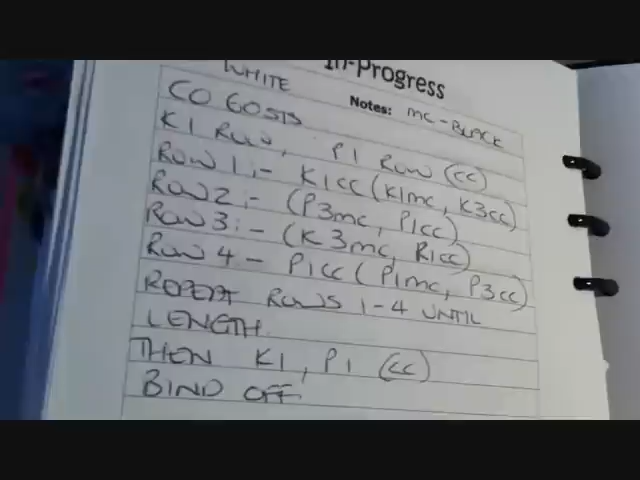 In-Progress
WHITE
Notes: MC-BLACK
CO 60STS
K1 ROW, P1 ROW (CC)
ROW 1:- K1CC (K1MC, K3CC)
ROW 2:- (P3MC, P1CC)
ROW 3:- (K3MC, K1CC)
ROW 4- P1CC (P1MC, P3CC)
REPEAT ROWS 1-4 UNTIL
LENGTH
THEN K1, P1 (CC)
BIND OFF